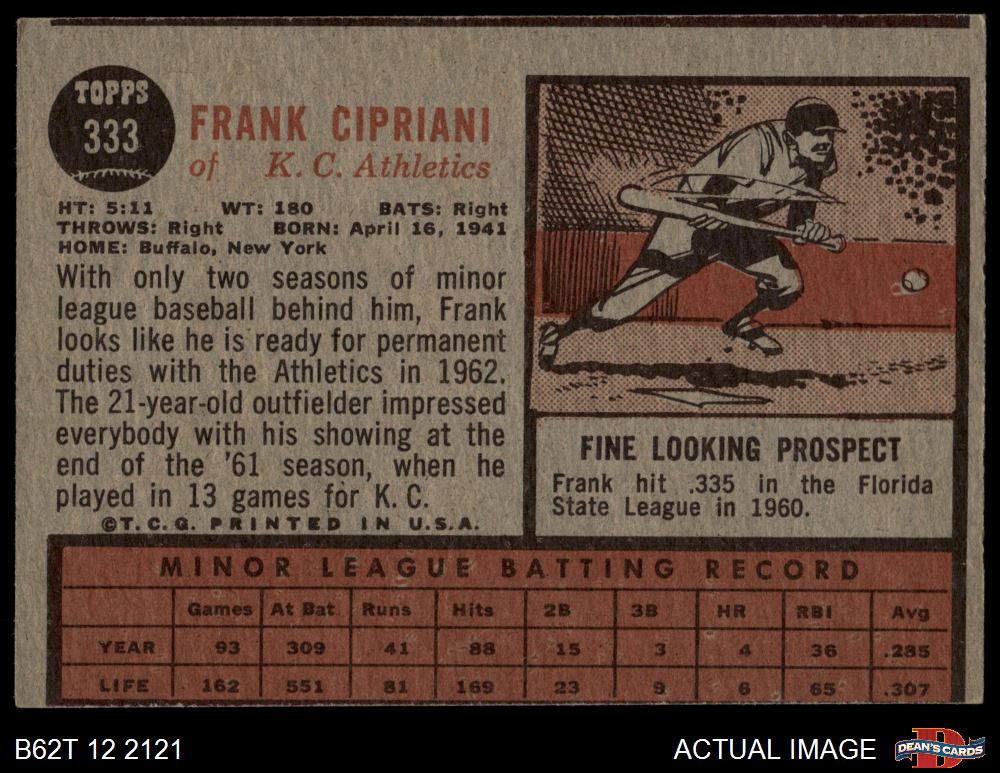 TOPPS
333
FRANK CIPRIANI
of K. C. Athletics
HT: 5:11 WT: 180 BATS: Right
THROWS: Right BORN: April 16, 1941
HOME: Buffalo, New York
With only two seasons of minor
league baseball behind him, Frank
looks like he is ready for permanent
duties with the Athletics in 1962.
The 21-year-old outfielder impressed
everybody with his showing at the
end of the '61 season, when he
played in 13 games for K. C.
©T. C. G. PRINTED IN U. S. A.
FINE LOOKING PROSPECT
Frank hit .335 in the Florida
State League in 1960.
MINOR LEAGUE BATTING RECORD
Games At Bat Runs Hits 2B 3B HR RBI Avg
YEAR 93 309 41 88 15 3 4 36 .285
LIFE 162 551 81 169 23 9 6 65 .307
B62T 12 2121
ACTUAL IMAGE
D
DEAN'S CARDS